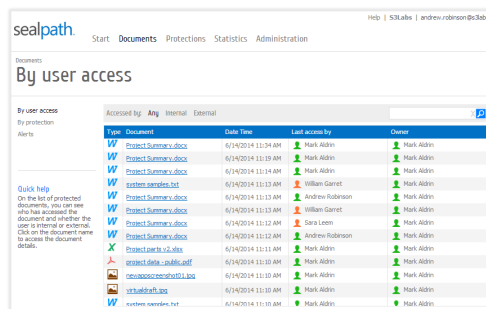 Help | S3Labs | andrew.robinson@s3lab
sealpath.
Start Documents Protections Statistics Administration
Documents
By user access
By user access
By protection
Alerts
Quick help
On the list of protected
documents, you can see
who has accessed the
document and whether the
user is internal or external.
Click on the document name
to access the document
details.
Accessed by: Any Internal External
X
Type Document Date Time Last access by Owner
Project Summary.docx 6/14/2014 11:34 AM Mark Aldrin Mark Aldrin
Project Summary.docx 6/14/2014 11:19 AM Mark Aldrin Mark Aldrin
Project Summary.docx 6/14/2014 11:14 AM Mark Aldrin Mark Aldrin
system samples.txt 6/14/2014 11:13 AM William Garret Mark Aldrin
Project Summary.docx 6/14/2014 11:13 AM Andrew Robinson Mark Aldrin
Project Summary.docx 6/14/2014 11:13 AM William Garret Mark Aldrin
Project Summary.docx 6/14/2014 11:12 AM Sara Leem Mark Aldrin
Project Summary.docx 6/14/2014 11:12 AM Andrew Robinson Mark Aldrin
Project parts v2.xlsx 6/14/2014 11:11 AM Mark Aldrin Mark Aldrin
project data - public.pdf 6/14/2014 11:10 AM Mark Aldrin Mark Aldrin
newappscreenshot01.jpg 6/14/2014 11:10 AM Mark Aldrin Mark Aldrin
virtualdraft.jpg 6/14/2014 11:10 AM Mark Aldrin Mark Aldrin
system samples.txt 6/14/2014 11:10 AM Mark Aldrin Mark Aldrin